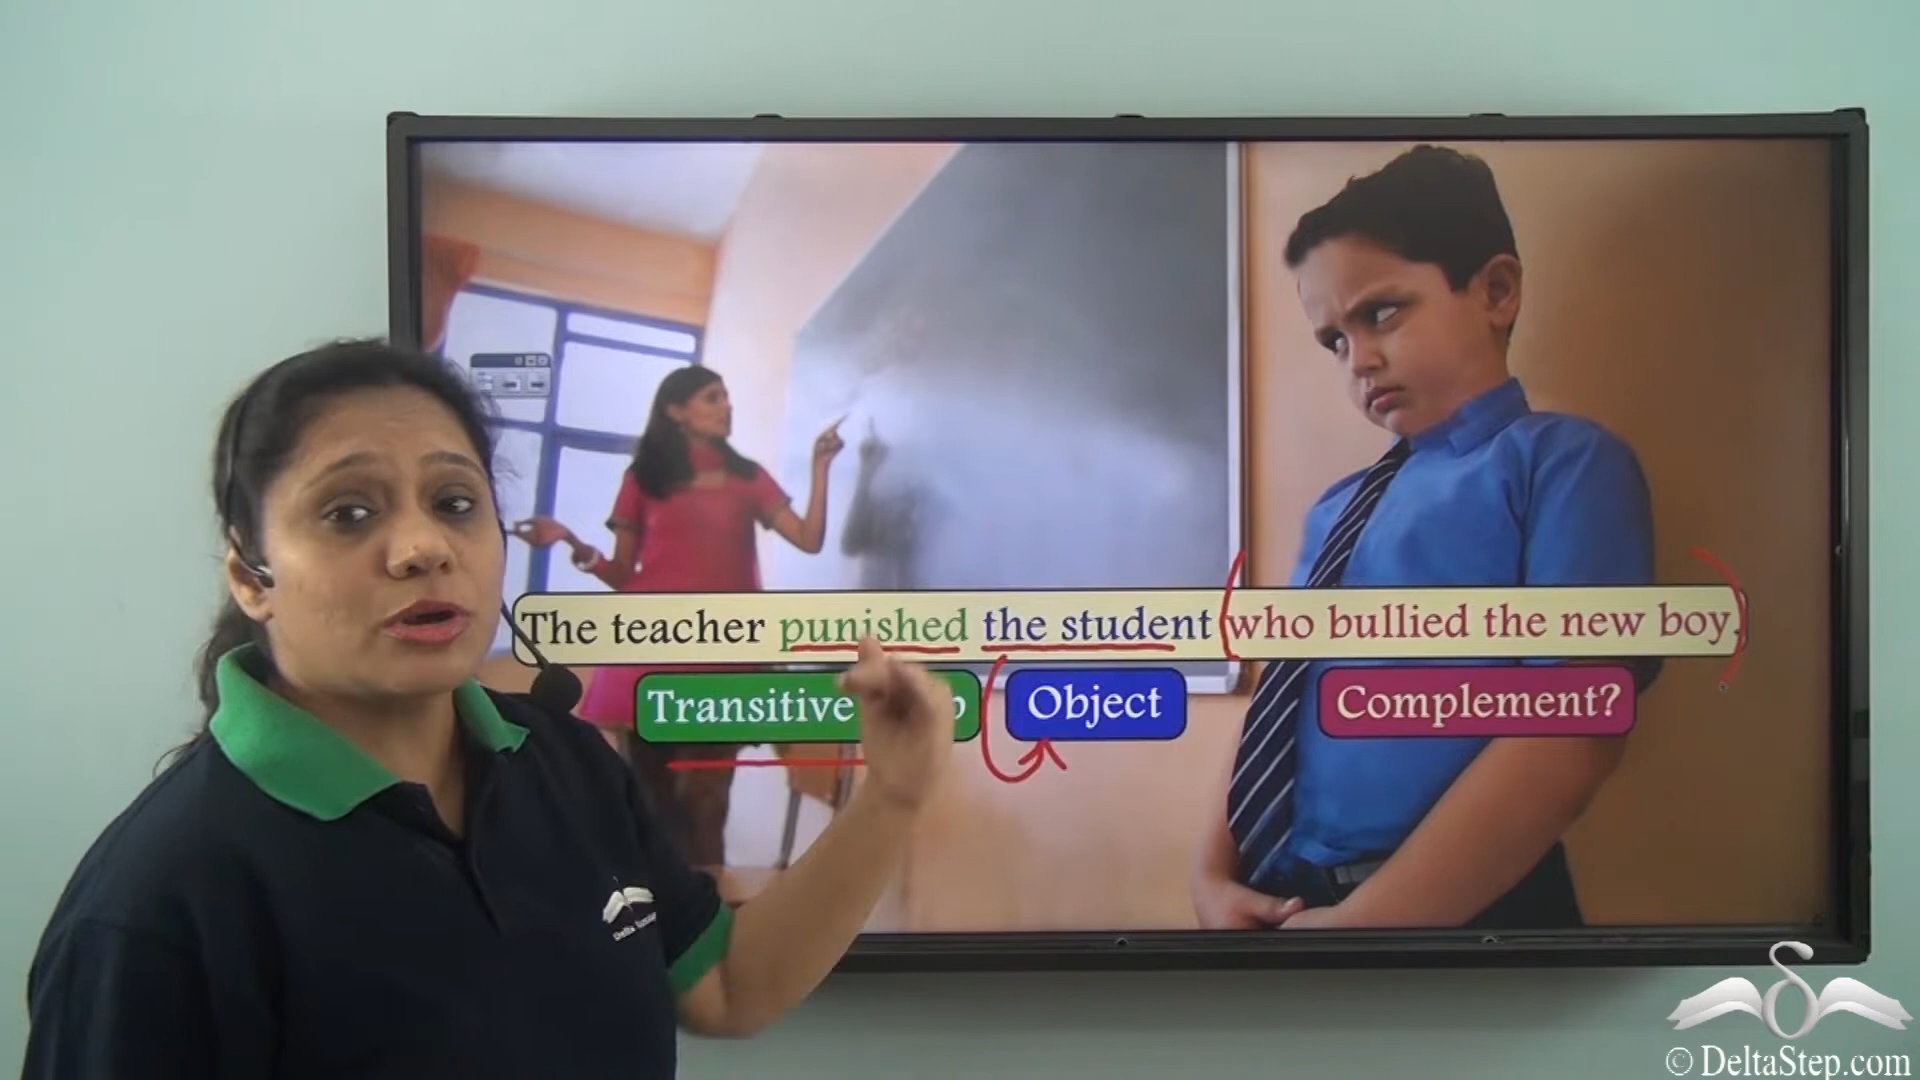 The teacher punished the student who bullied the new boy.
Transitive
Object
Complement?
© DeltaStep.com